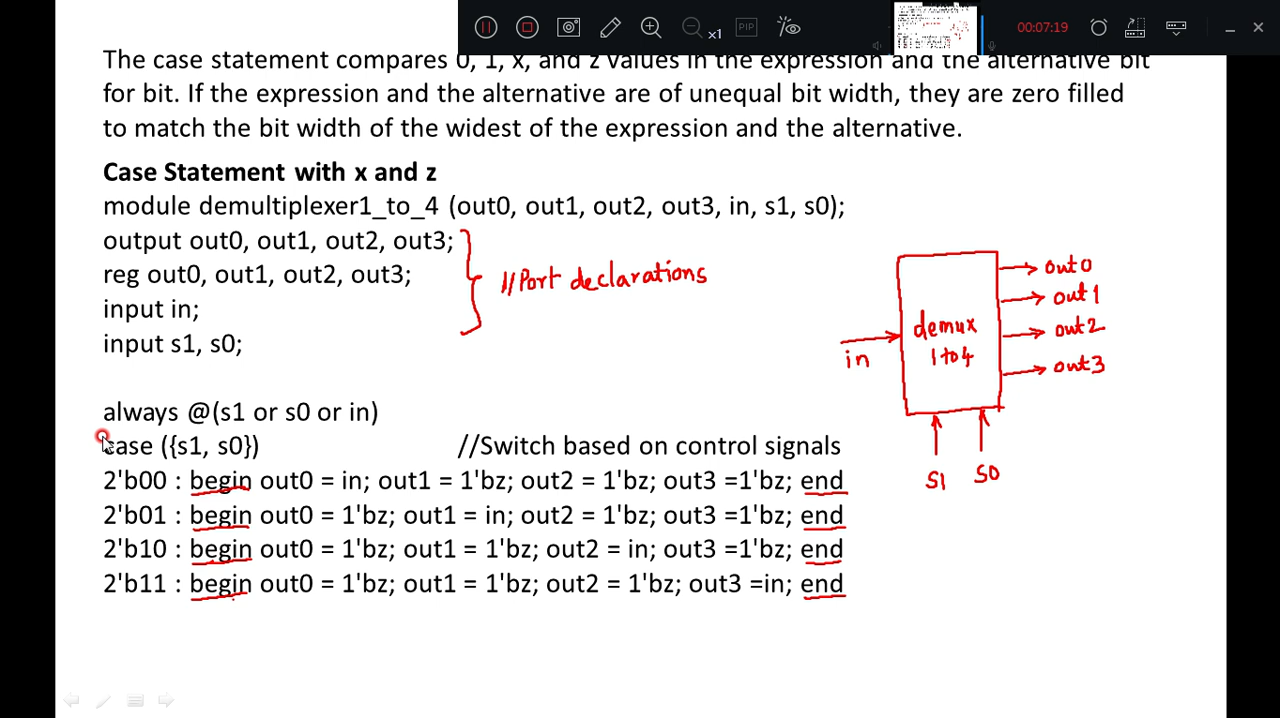 x1
PIP
00:07:19
The case statement compares 0, 1, x, and z values in the expression and the alternative bit
for bit. If the expression and the alternative are of unequal bit width, they are zero filled
to match the bit width of the widest of the expression and the alternative.
Case Statement with x and z
module demultiplexer1_to_4 (out0, out1, out2, out3, in, s1, s0);
output out0, out1, out2, out3;
reg out0, out1, out2, out3;
input in;
input s1, s0;
//Port declarations
always @(s1 or s0 or in)
case ({s1, s0}) //Switch based on control signals
2'b00 : begin out0 = in; out1 = 1'bz; out2 = 1'bz; out3 =1'bz; end
2'b01 : begin out0 = 1'bz; out1 = in; out2 = 1'bz; out3 =1'bz; end
2'b10 : begin out0 = 1'bz; out1 = 1'bz; out2 = in; out3 =1'bz; end
2'b11 : begin out0 = 1'bz; out1 = 1'bz; out2 = 1'bz; out3 =in; end
out0
out1
out2
out3
demux
1to4
in
S1 S0